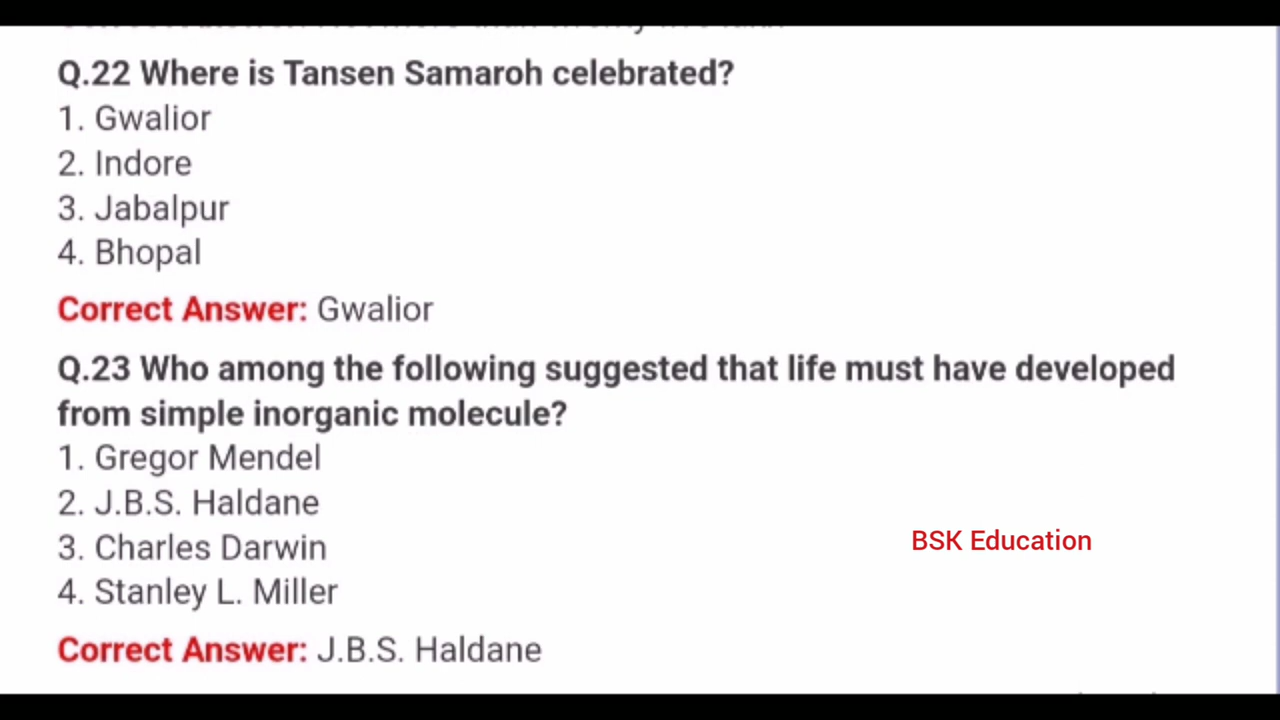 Q.22 Where is Tansen Samaroh celebrated?
1. Gwalior
2. Indore
3. Jabalpur
4. Bhopal
Correct Answer: Gwalior
Q.23 Who among the following suggested that life must have developed
from simple inorganic molecule?
1. Gregor Mendel
2. J.B.S. Haldane
3. Charles Darwin
4. Stanley L. Miller
BSK Education
Correct Answer: J.B.S. Haldane